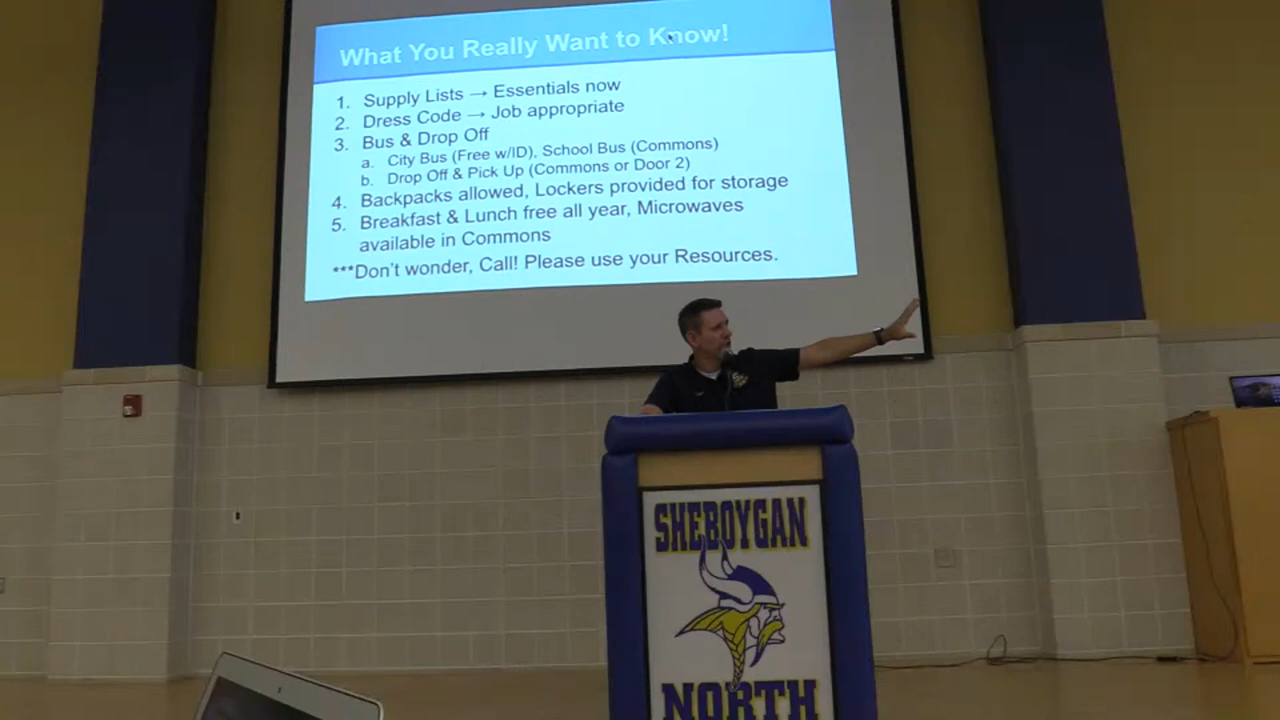 What You Really Want to Know!
1. Supply Lists → Essentials now
2. Dress Code → Job appropriate
3. Bus & Drop Off
a. City Bus (Free w/ID), School Bus (Commons)
b. Drop Off & Pick Up (Commons or Door 2)
4. Backpacks allowed, Lockers provided for storage
5. Breakfast & Lunch free all year, Microwaves
available in Commons
***Don't wonder, Call! Please use your Resources.
SHEBOYGAN
NORTH